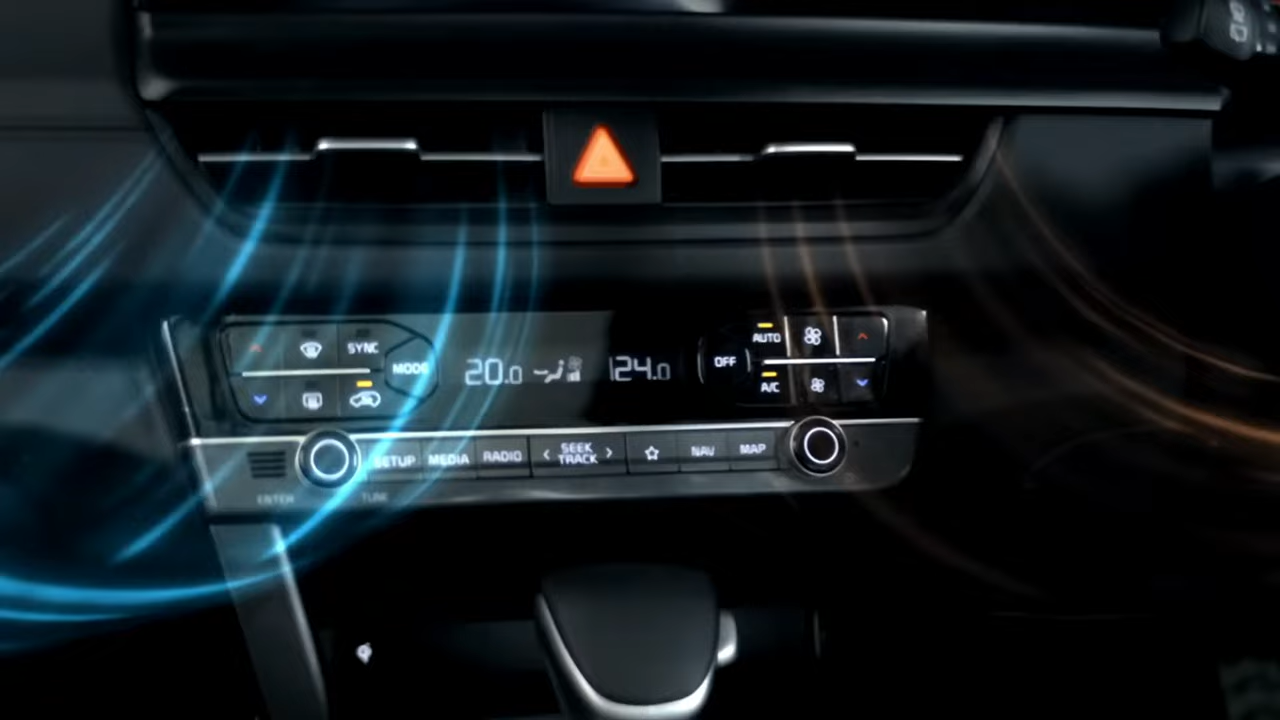 SYNC
MODE
20.0
24.0
OFF
AUTO
A/C
SETUP
MEDIA
RADIO
SEEK
TRACK
NAV
MAP
ENTER
TUNE